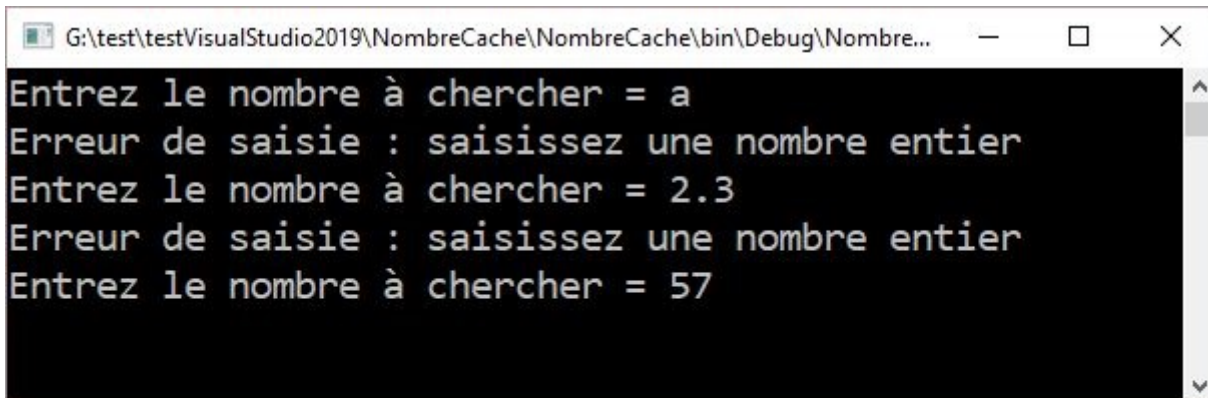 G:\test\testVisualStudio2019\NombreCache\NombreCache\bin\Debug\Nombre...
Entrez le nombre à chercher = a
Erreur de saisie : saisissez une nombre entier
Entrez le nombre à chercher = 2.3
Erreur de saisie : saisissez une nombre entier
Entrez le nombre à chercher = 57